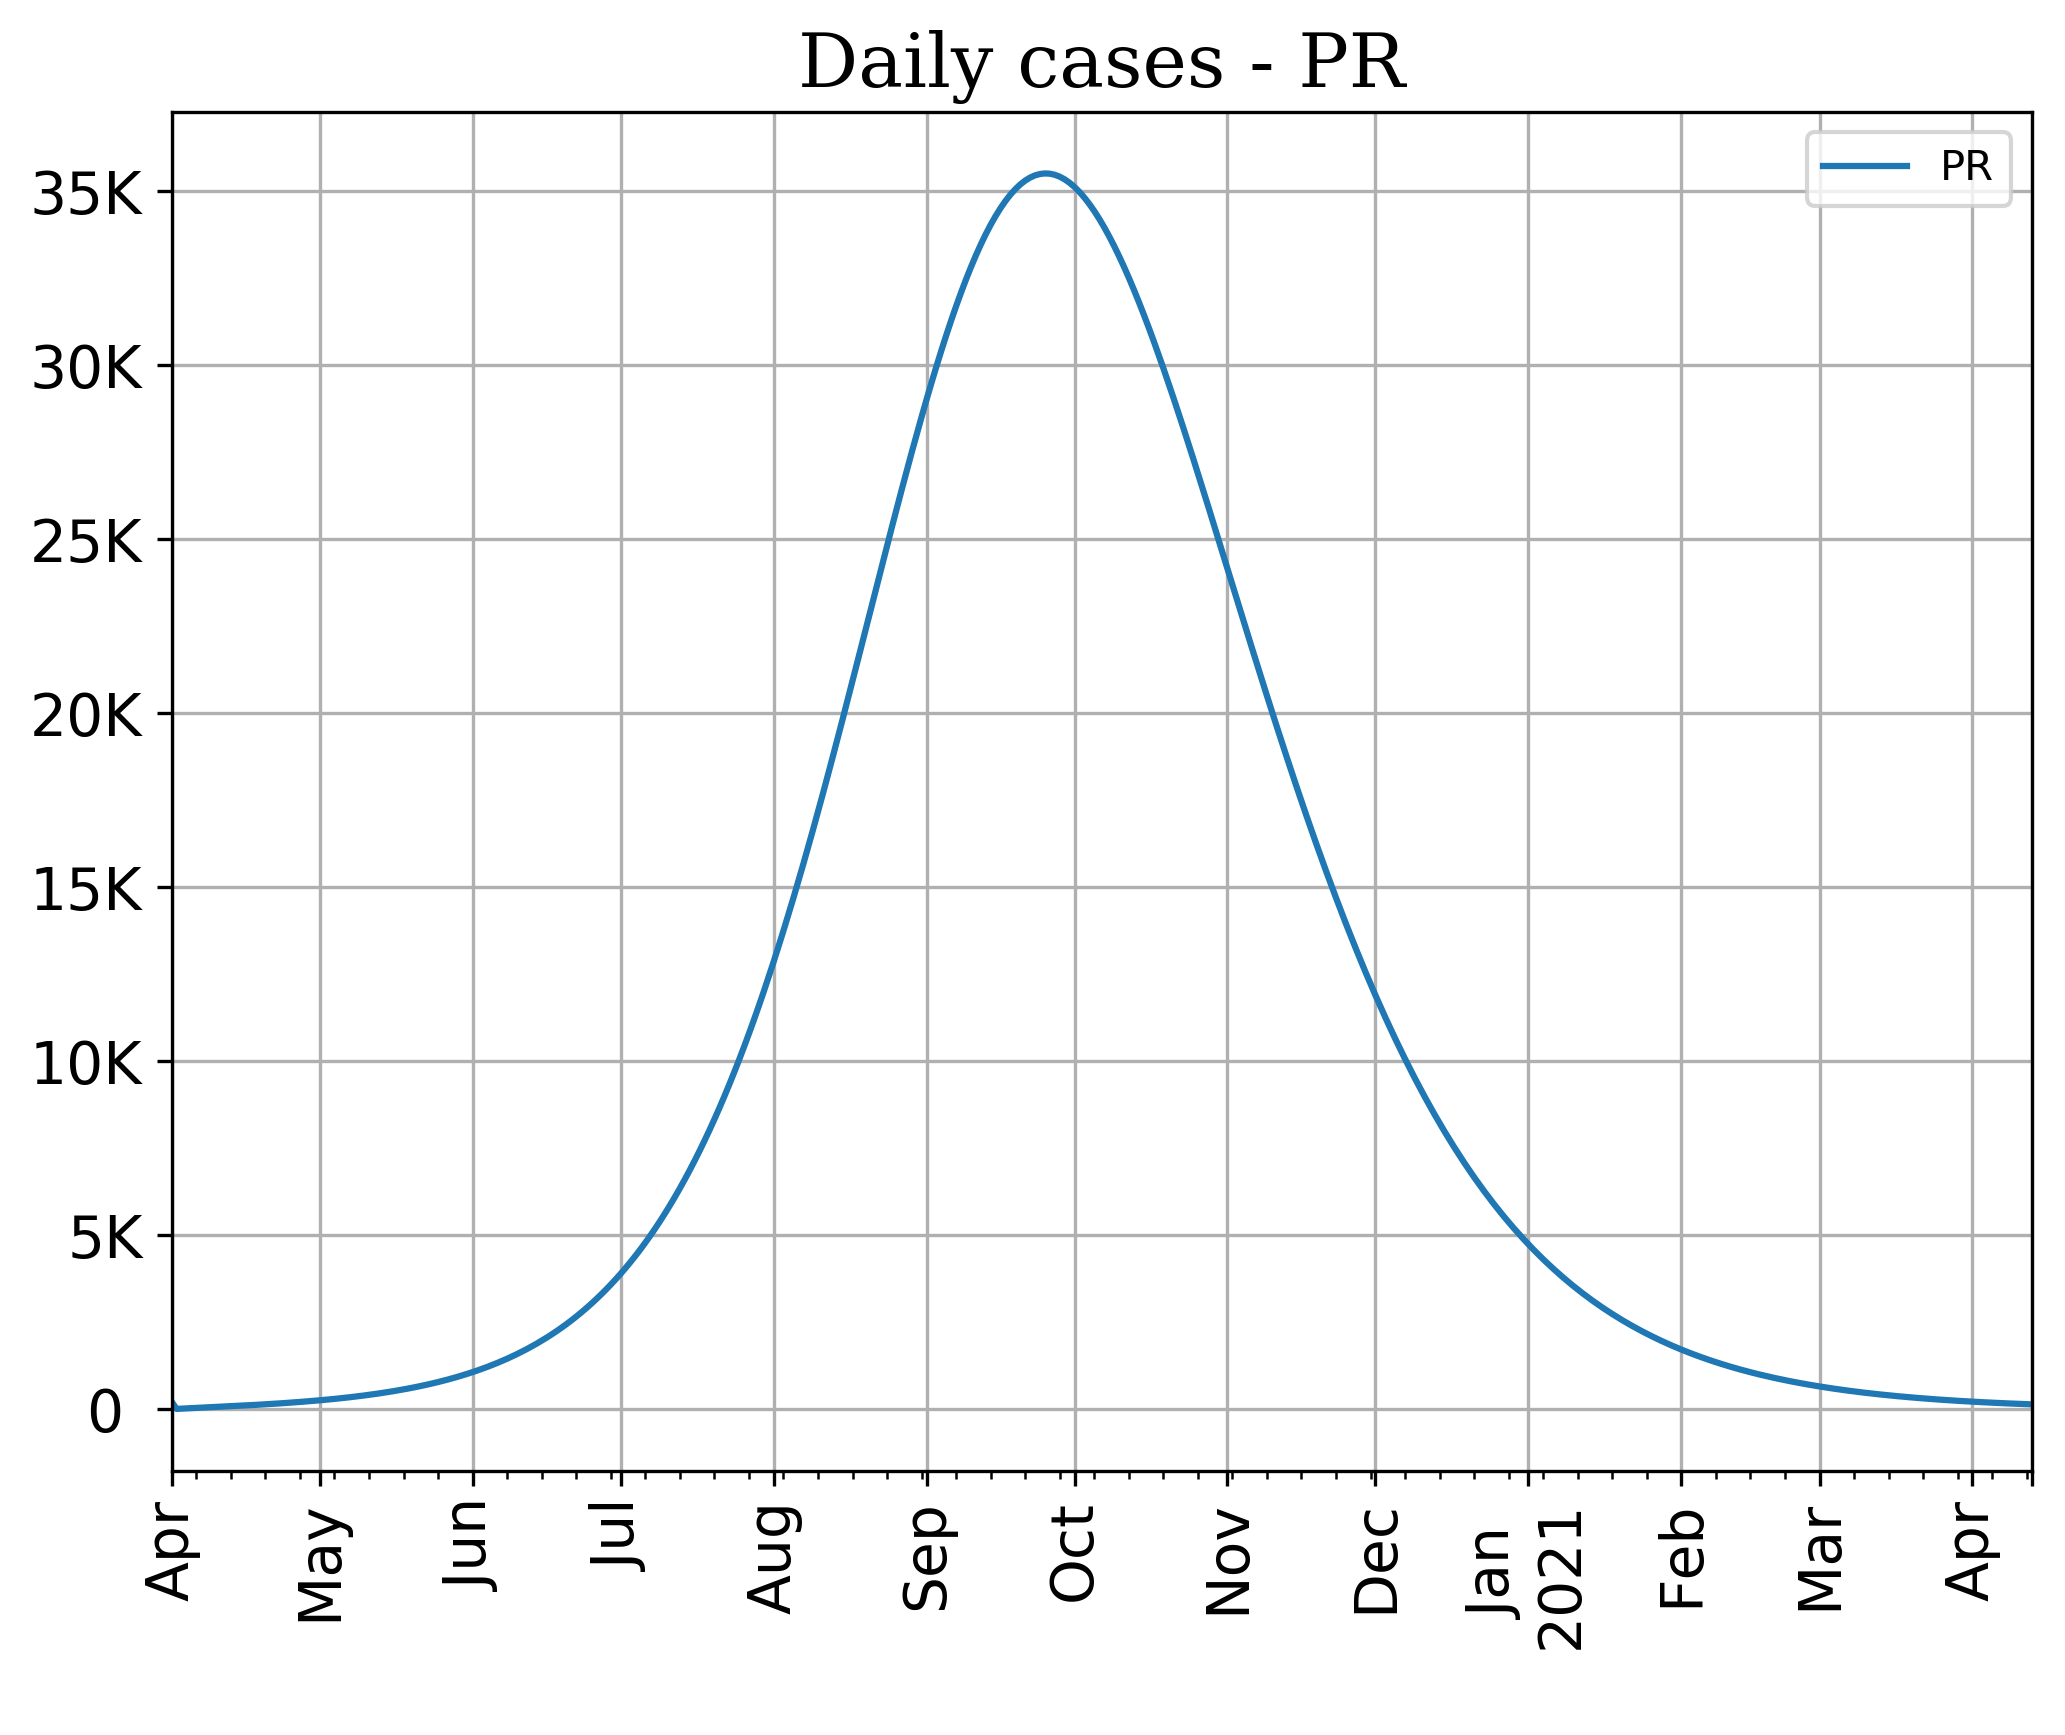 Daily cases - PR
PR
35K
30K
25K
20K
15K
10K
5K
0
Apr
May
Jun
Jul
Aug
Sep
Oct
Nov
Dec
Jan
2021
Feb
Mar
Apr